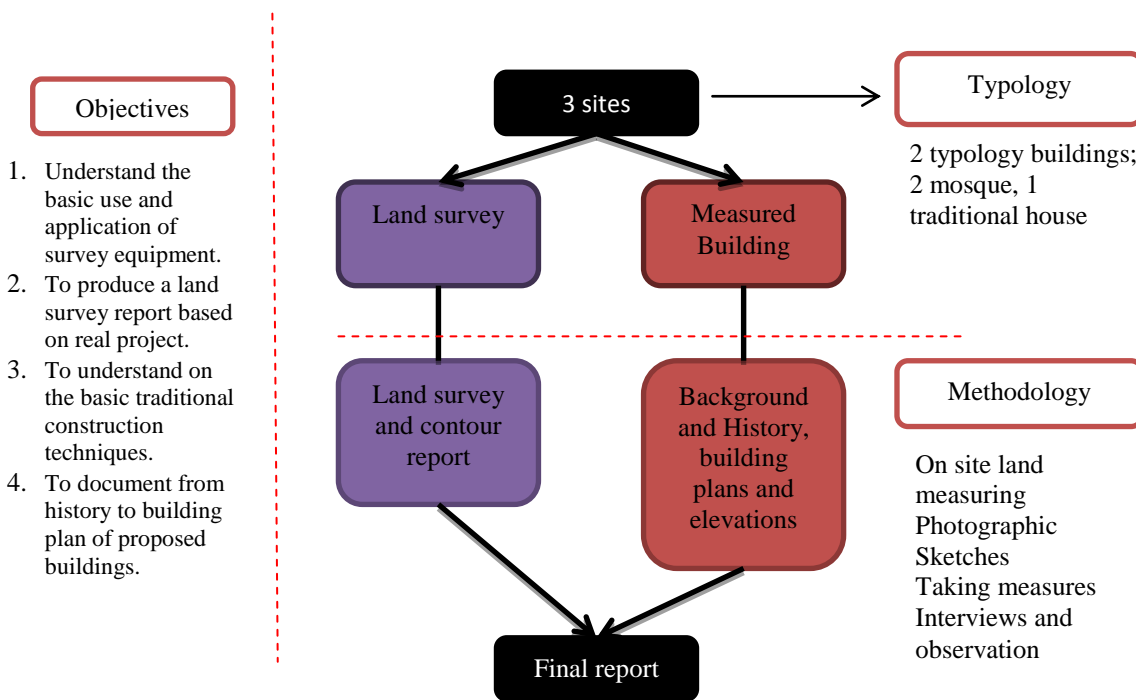 Objectives
1. Understand the
basic use and
application of
survey equipment.
2. To produce a land
survey report based
on real project.
3. To understand on
the basic traditional
construction
techniques.
4. To document from
history to building
plan of proposed
buildings.
3 sites
Typology
2 typology buildings;
2 mosque, 1
traditional house
Land survey
Measured
Building
Land survey
and contour
report
Background
and History,
building
plans and
elevations
Methodology
On site land
measuring
Photographic
Sketches
Taking measures
Interviews and
observation
Final report